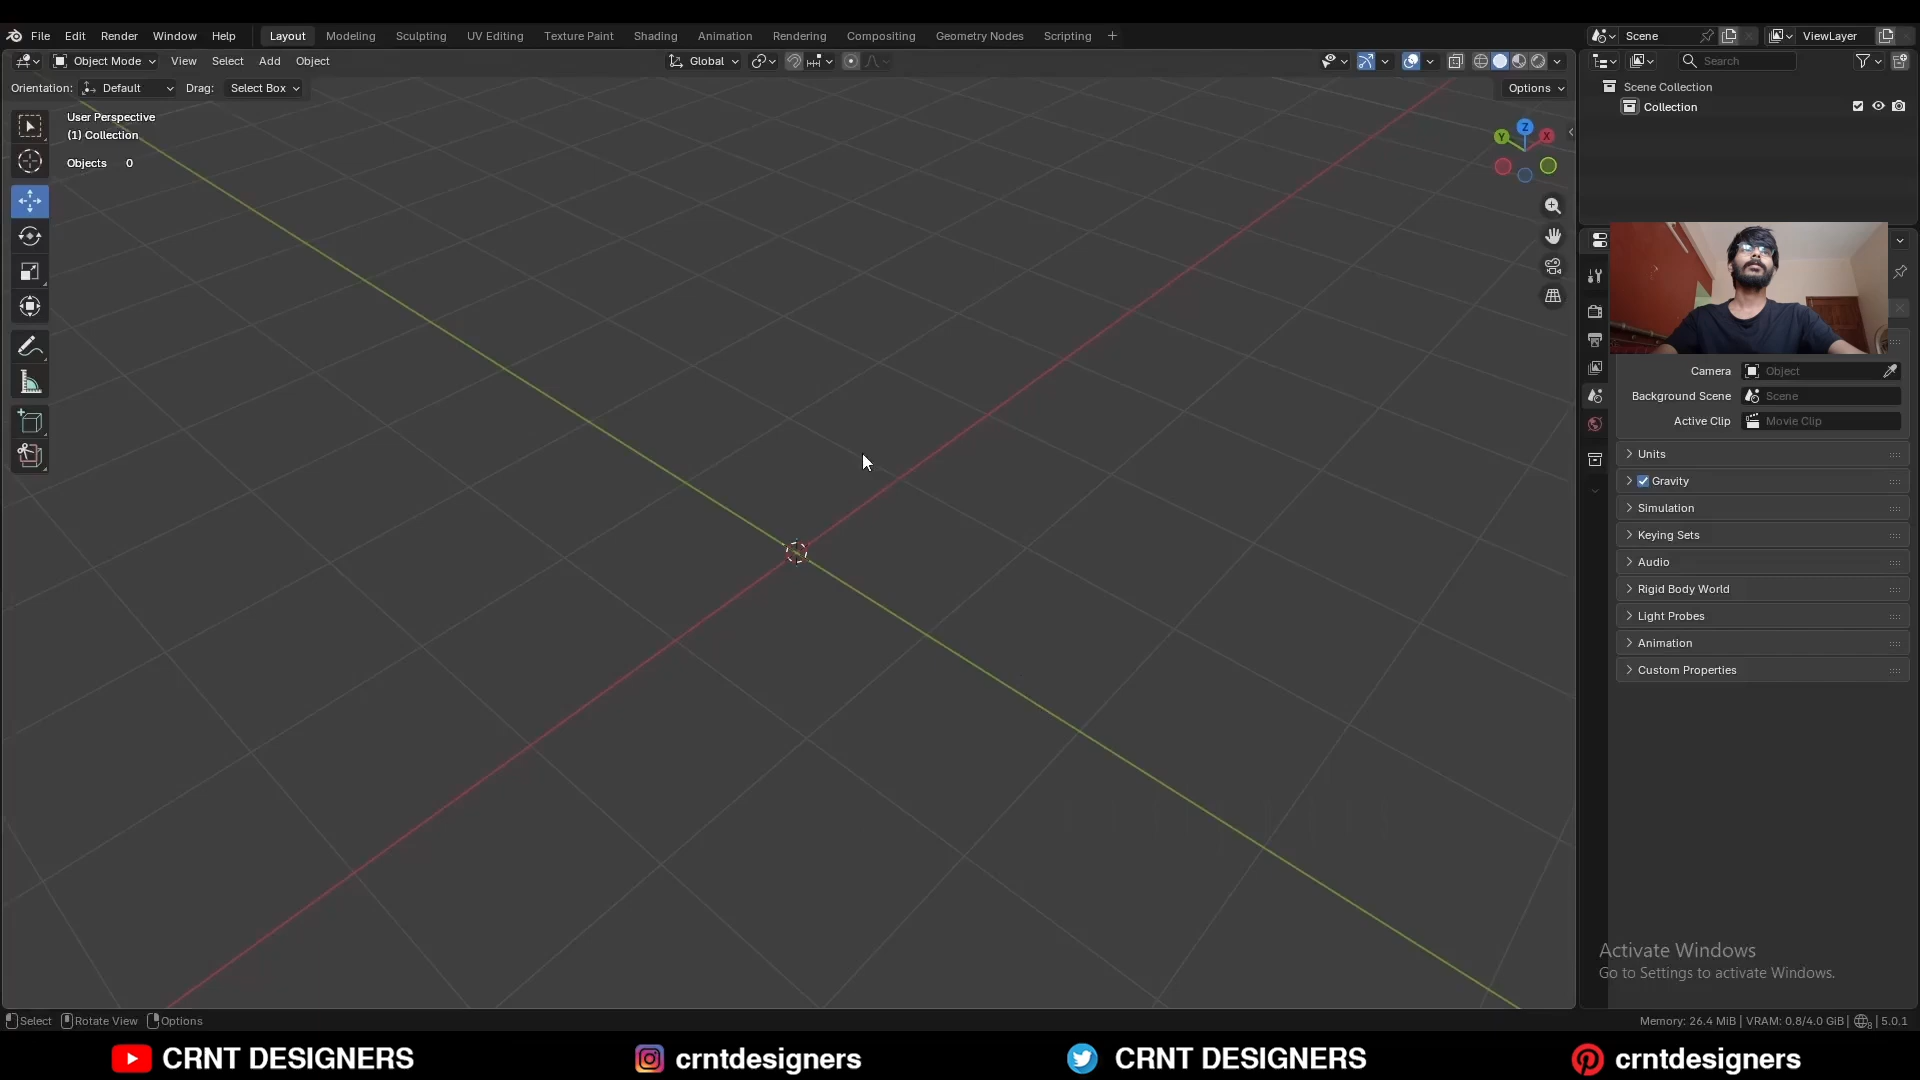 File Edit Render Window Help Layout Modeling Sculpting UV Editing Texture Paint Shading Animation Rendering Compositing Geometry Nodes Scripting + Scene ViewLayer
Object Mode View Select Add Object Global Search
Orientation: Default Drag: Select Box Options
Scene Collection
Collection
User Perspective
(1) Collection
Objects 0
Z
Y
X
Camera Object
Background Scene Scene
Active Clip Movie Clip
Units
Gravity
Simulation
Keying Sets
Audio
Rigid Body World
Light Probes
Animation
Custom Properties
Activate Windows
Go to Settings to activate Windows.
Select Rotate View Options Memory: 26.4 MiB | VRAM: 0.8/4.0 GiB | 5.0.1
CRNT DESIGNERS crntdesigners CRNT DESIGNERS crntdesigners